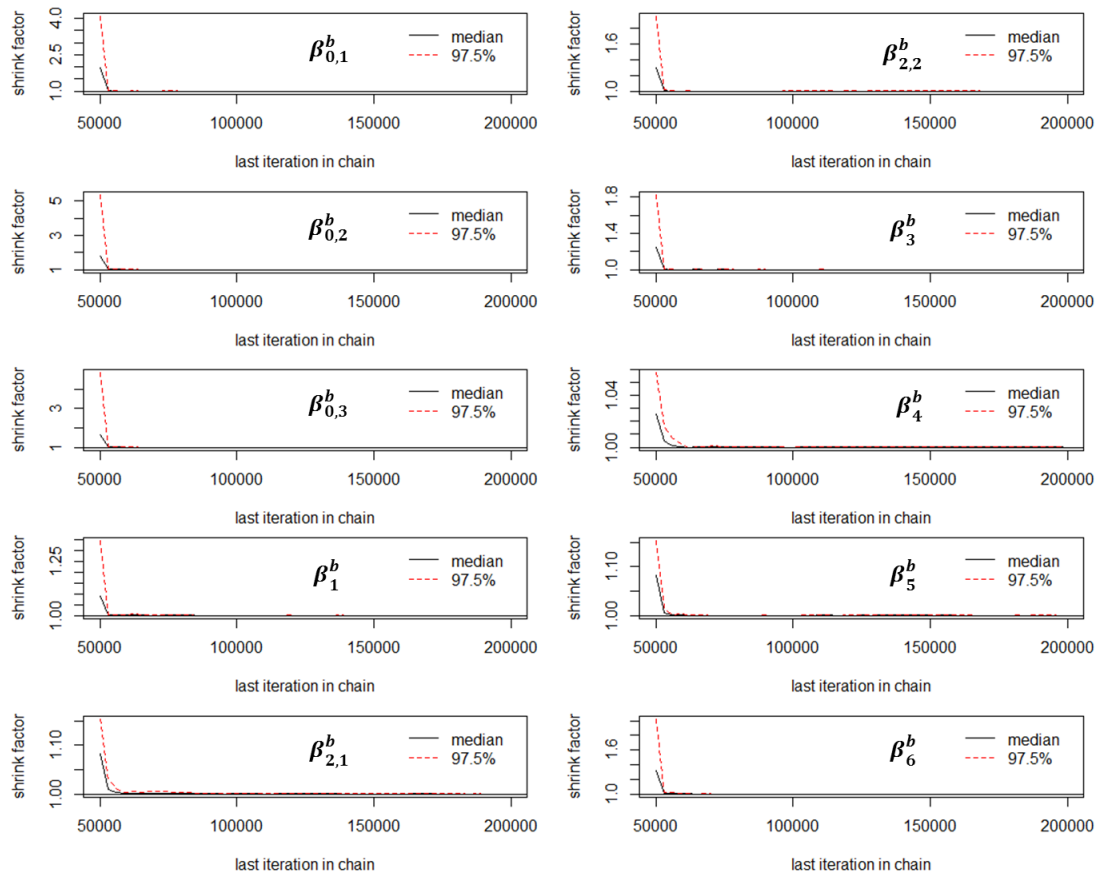 shrink factor
1.0 2.5 4.0
β^b_{0,1}
median
97.5%
50000 100000 150000 200000
last iteration in chain
shrink factor
1.0 1.6
β^b_{2,2}
median
97.5%
50000 100000 150000 200000
last iteration in chain
shrink factor
1 3 5
β^b_{0,2}
median
97.5%
50000 100000 150000 200000
last iteration in chain
shrink factor
1.0 1.4 1.8
β^b_3
median
97.5%
50000 100000 150000 200000
last iteration in chain
shrink factor
1 3
β^b_{0,3}
median
97.5%
50000 100000 150000 200000
last iteration in chain
shrink factor
1.00 1.04
β^b_4
median
97.5%
50000 100000 150000 200000
last iteration in chain
shrink factor
1.00 1.25
β^b_1
median
97.5%
50000 100000 150000 200000
last iteration in chain
shrink factor
1.00 1.10
β^b_5
median
97.5%
50000 100000 150000 200000
last iteration in chain
shrink factor
1.00 1.10
β^b_{2,1}
median
97.5%
50000 100000 150000 200000
last iteration in chain
shrink factor
1.0 1.6
β^b_6
median
97.5%
50000 100000 150000 200000
last iteration in chain